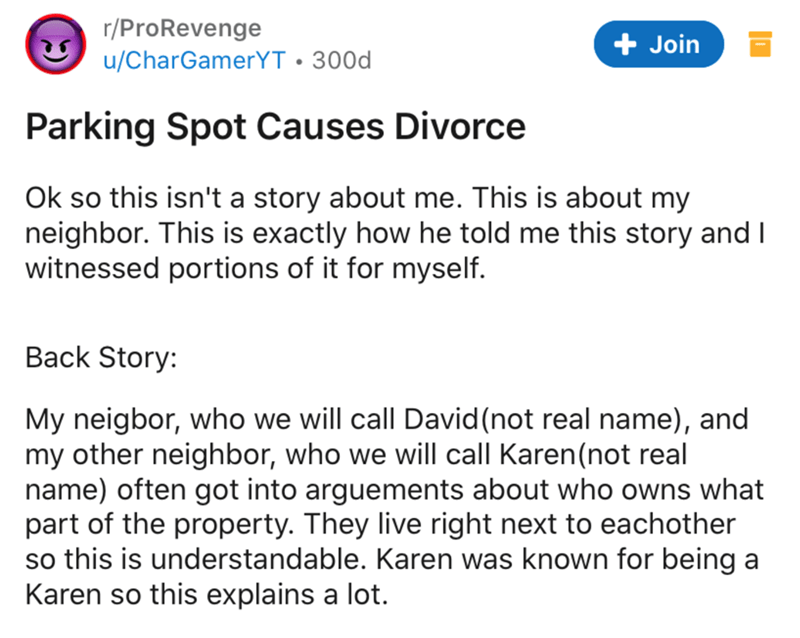 r/ProRevenge
u/CharGamerYT • 300d
+ Join
Parking Spot Causes Divorce
Ok so this isn't a story about me. This is about my
neighbor. This is exactly how he told me this story and I
witnessed portions of it for myself.
Back Story:
My neigbor, who we will call David(not real name), and
my other neighbor, who we will call Karen(not real
name) often got into arguements about who owns what
part of the property. They live right next to eachother
so this is understandable. Karen was known for being a
Karen so this explains a lot.